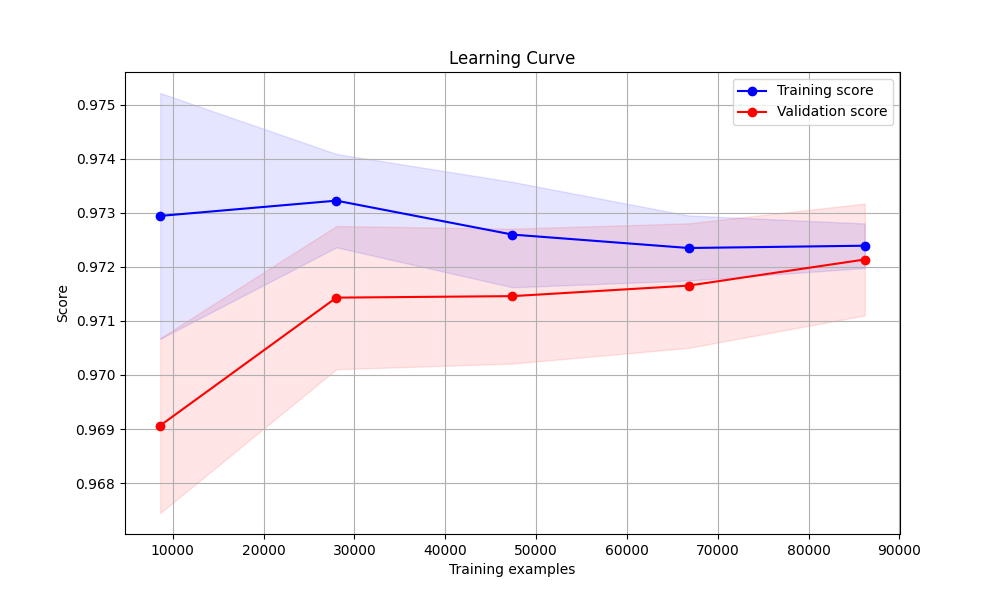 Learning Curve
Training score
Validation score
0.975
0.974
0.973
0.972
0.971
0.970
0.969
0.968
Score
10000 20000 30000 40000 50000 60000 70000 80000 90000
Training examples